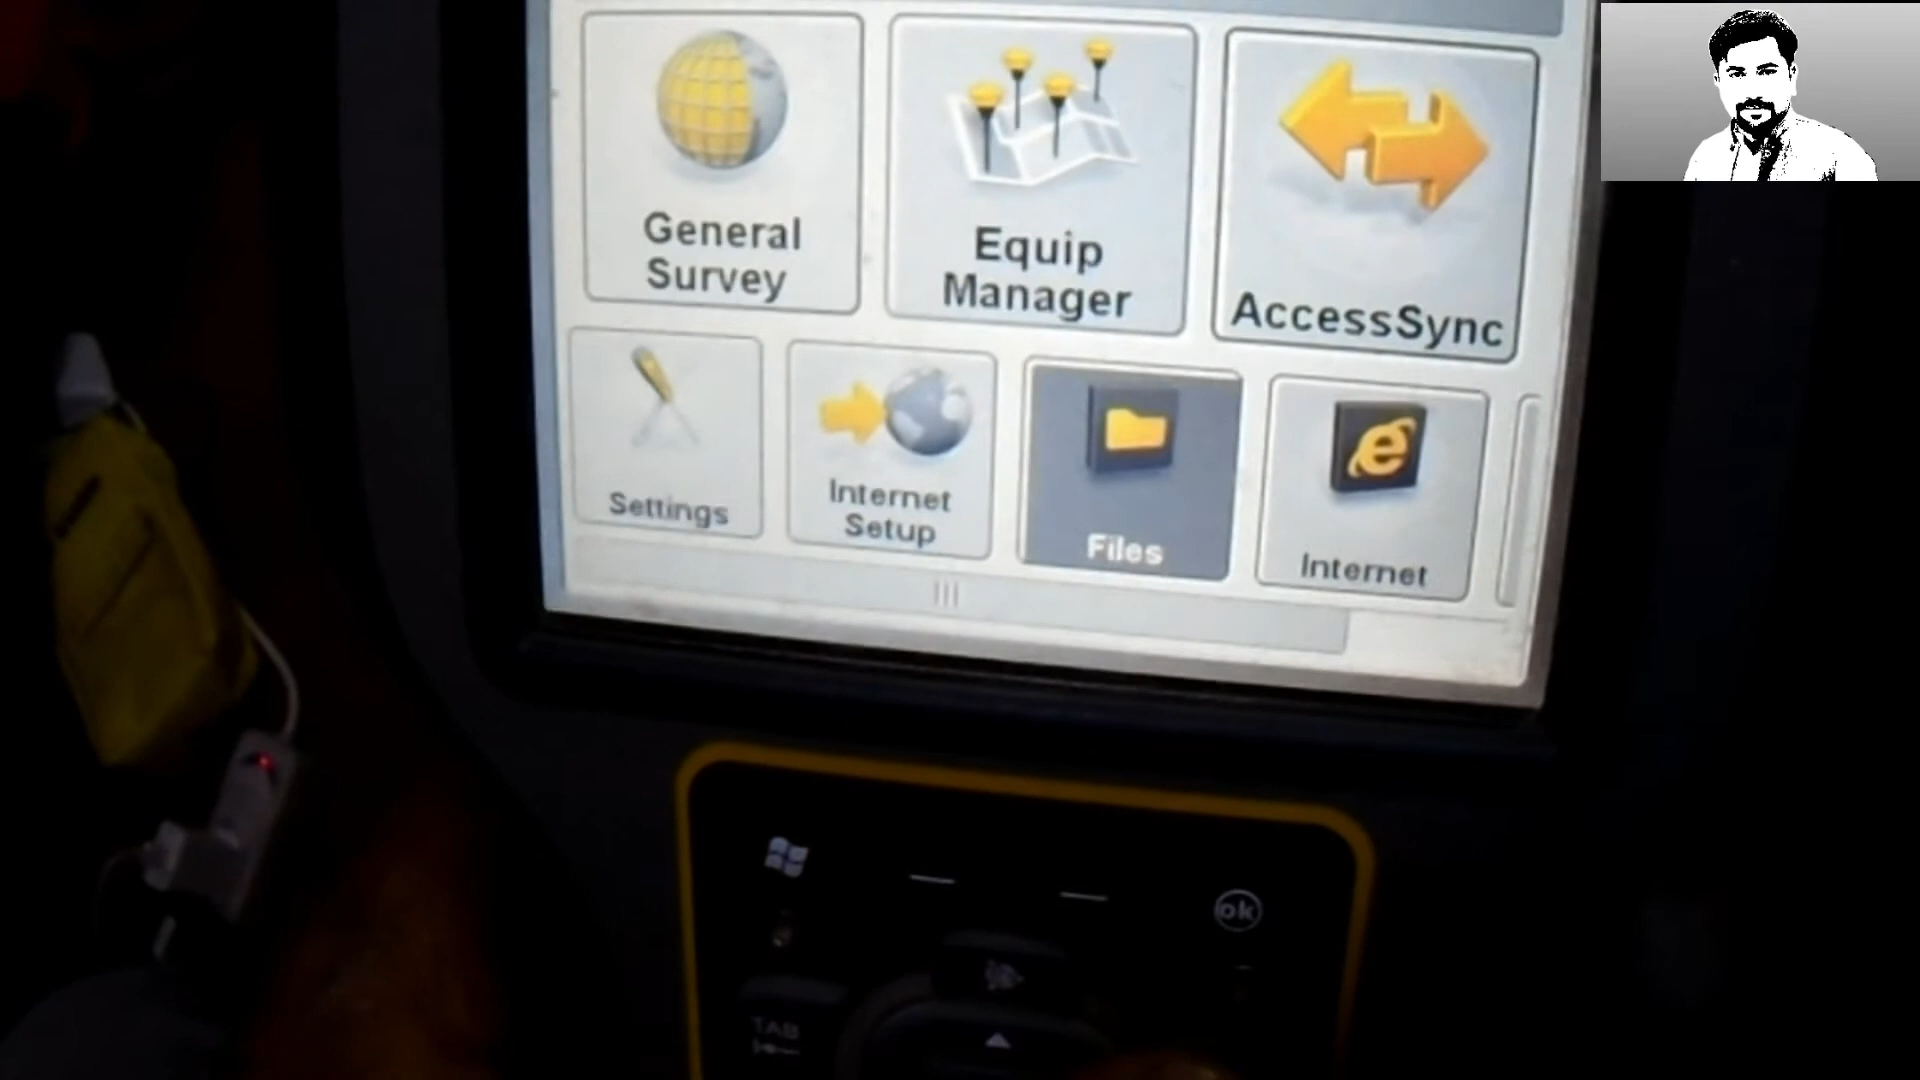 General
Survey
Equip
Manager
AccessSync
Settings
Internet
Setup
Files
Internet
ok
TAB